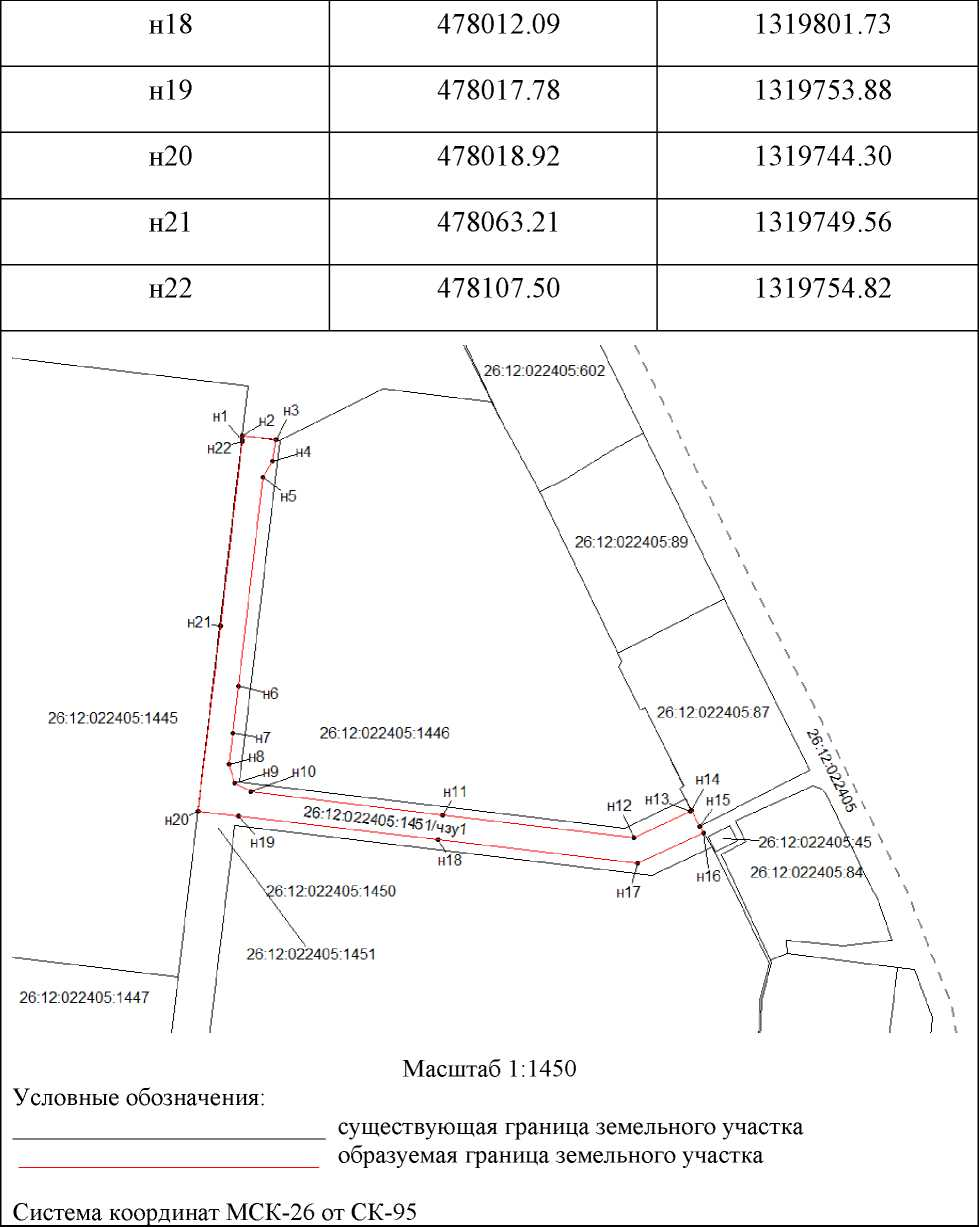 н18 478012.09 1319801.73
н19 478017.78 1319753.88
н20 478018.92 1319744.30
н21 478063.21 1319749.56
н22 478107.50 1319754.82
26:12:022405:602
н1
н2
н3
н22
н4
н5
26:12:022405:89
н21
н6
26:12:022405:87
26:12:022405:1445
26:12:022405:1446
н7
26:12:022405
н8
н9
н10
н11
н12
н13
н14
н15
н20
26:12:022405:1451/чзу1
н19
н18
н17
н16
26:12:022405:45
26:12:022405:84
26:12:022405:1450
26:12:022405:1451
26:12:022405:1447
Масштаб 1:1450
Условные обозначения:
существующая граница земельного участка
образуемая граница земельного участка
Система координат МСК-26 от СК-95